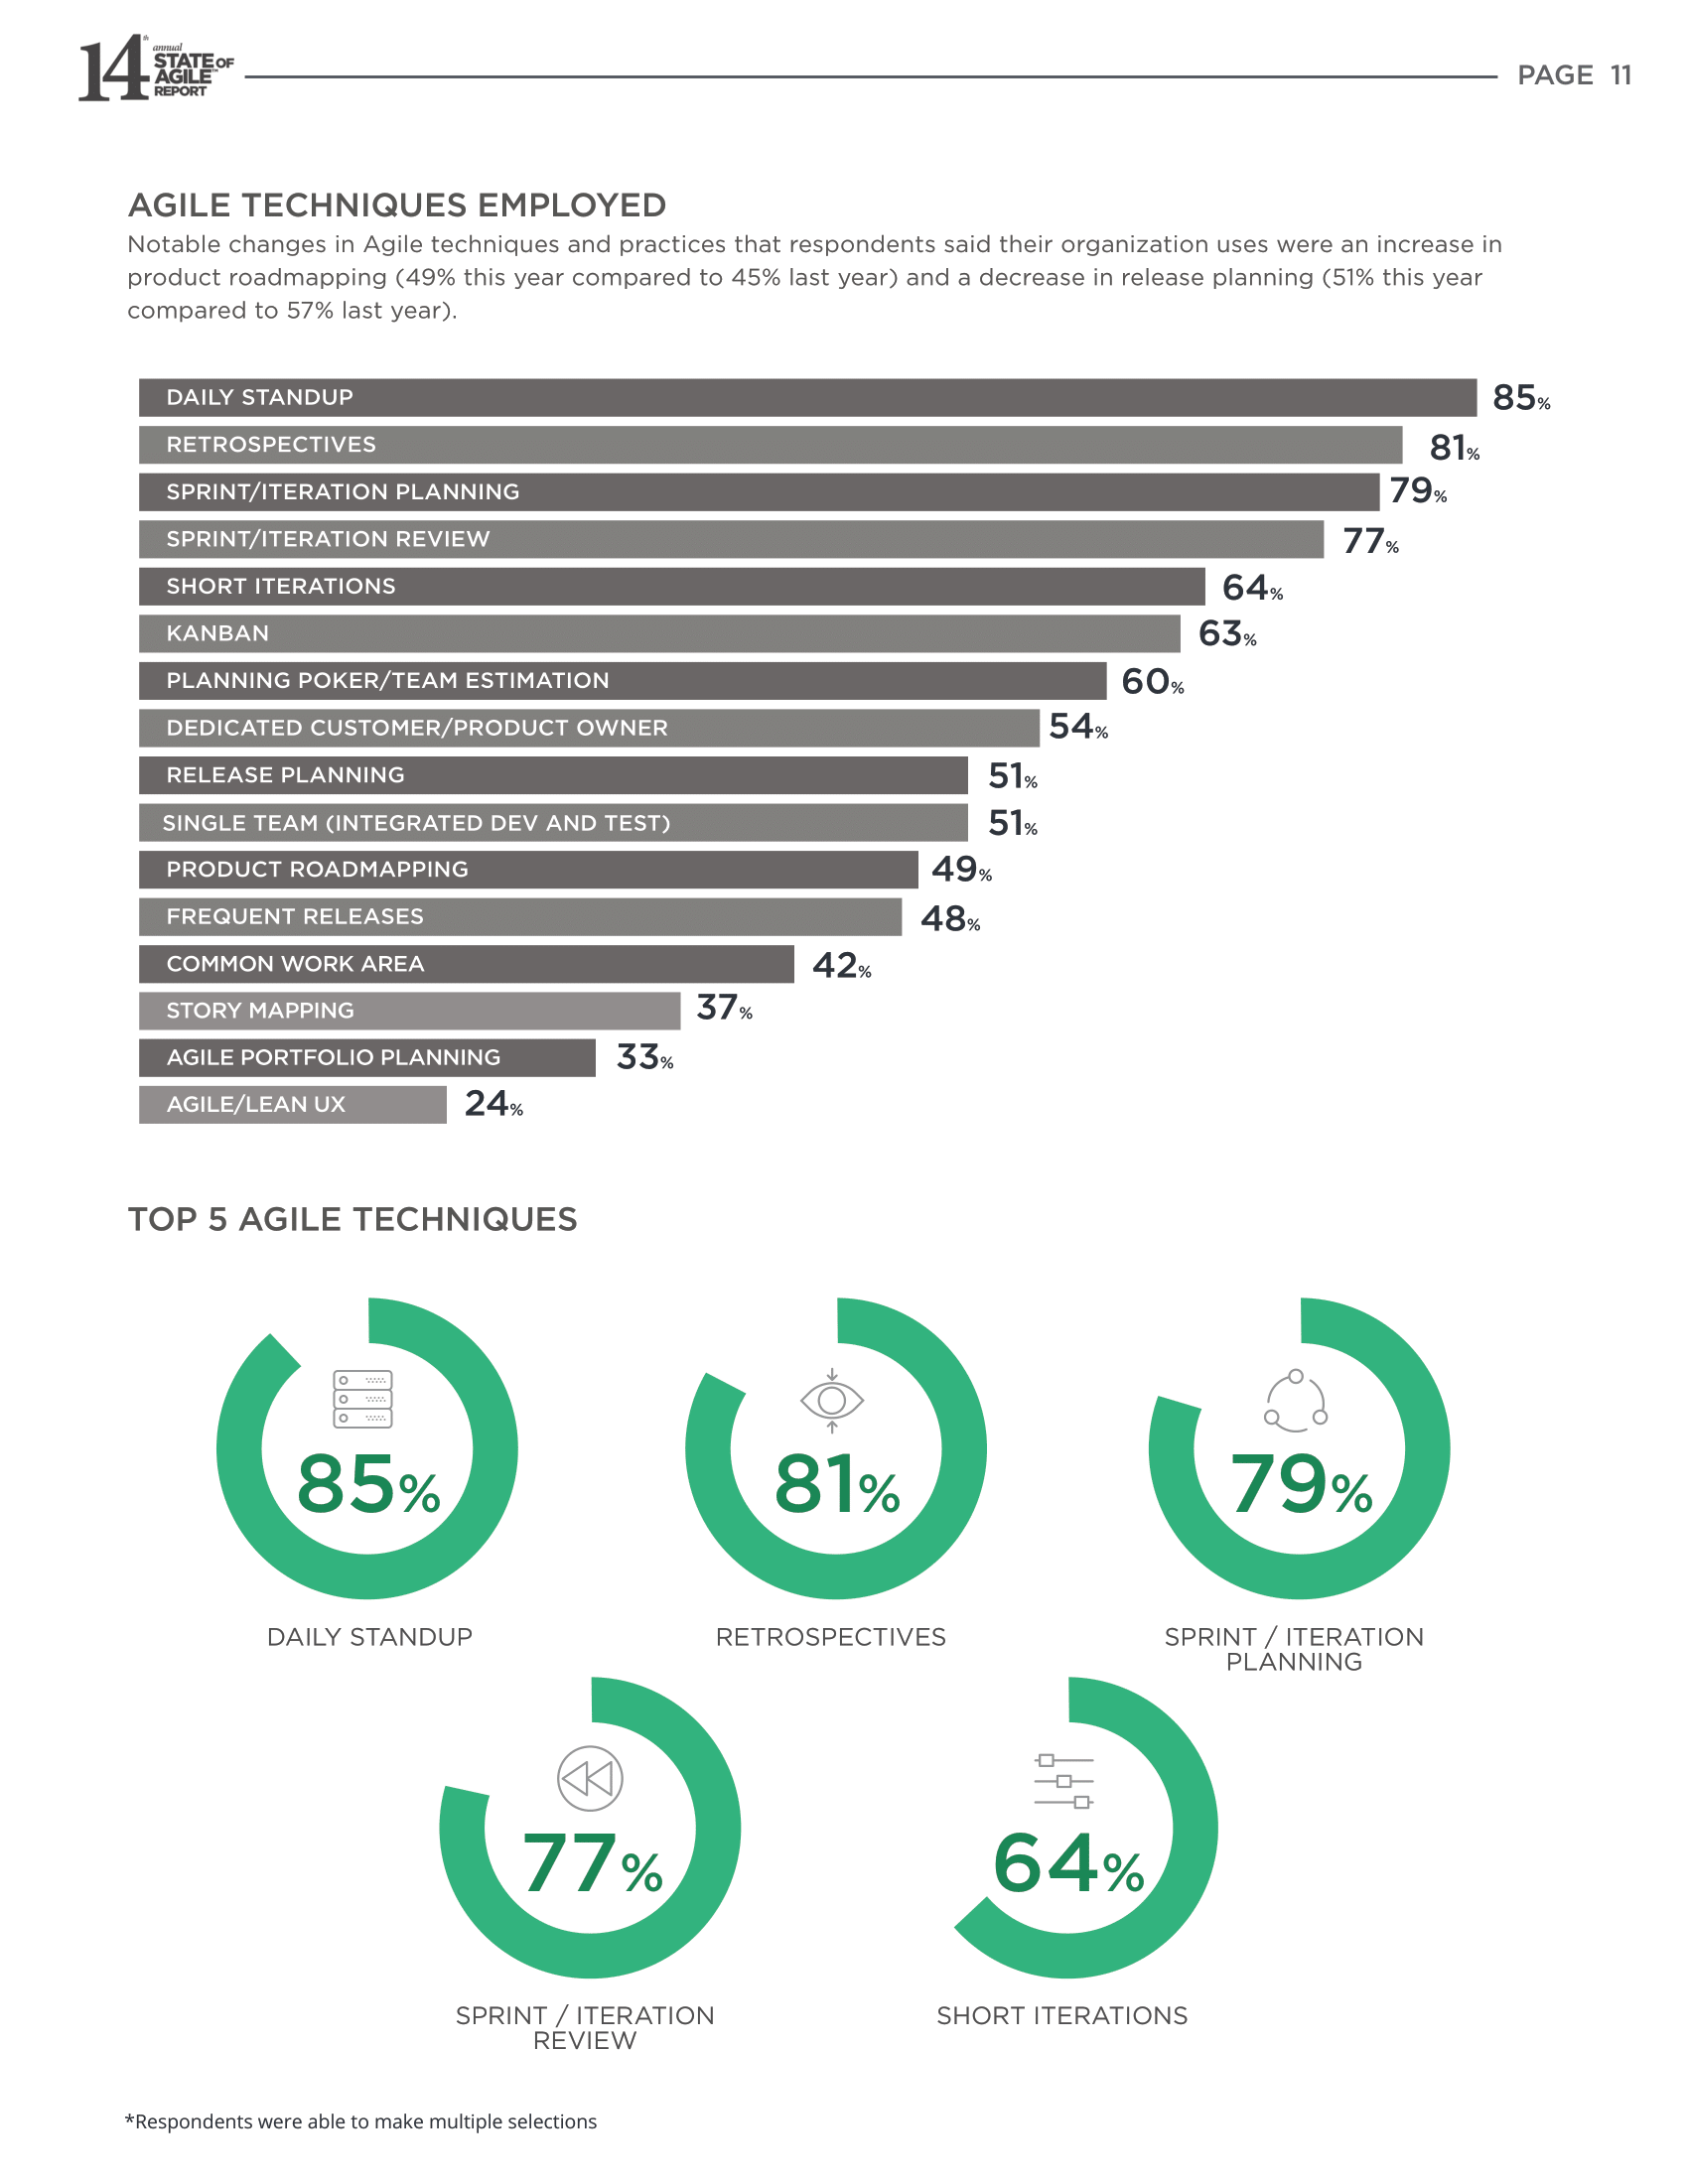 14th annual
STATE OF
AGILE™
REPORT
PAGE 11
AGILE TECHNIQUES EMPLOYED
Notable changes in Agile techniques and practices that respondents said their organization uses were an increase in
product roadmapping (49% this year compared to 45% last year) and a decrease in release planning (51% this year
compared to 57% last year).
DAILY STANDUP 85%
RETROSPECTIVES 81%
SPRINT/ITERATION PLANNING 79%
SPRINT/ITERATION REVIEW 77%
SHORT ITERATIONS 64%
KANBAN 63%
PLANNING POKER/TEAM ESTIMATION 60%
DEDICATED CUSTOMER/PRODUCT OWNER 54%
RELEASE PLANNING 51%
SINGLE TEAM (INTEGRATED DEV AND TEST) 51%
PRODUCT ROADMAPPING 49%
FREQUENT RELEASES 48%
COMMON WORK AREA 42%
STORY MAPPING 37%
AGILE PORTFOLIO PLANNING 33%
AGILE/LEAN UX 24%
TOP 5 AGILE TECHNIQUES
85%
DAILY STANDUP
81%
RETROSPECTIVES
79%
SPRINT / ITERATION
PLANNING
77%
SPRINT / ITERATION
REVIEW
64%
SHORT ITERATIONS
*Respondents were able to make multiple selections